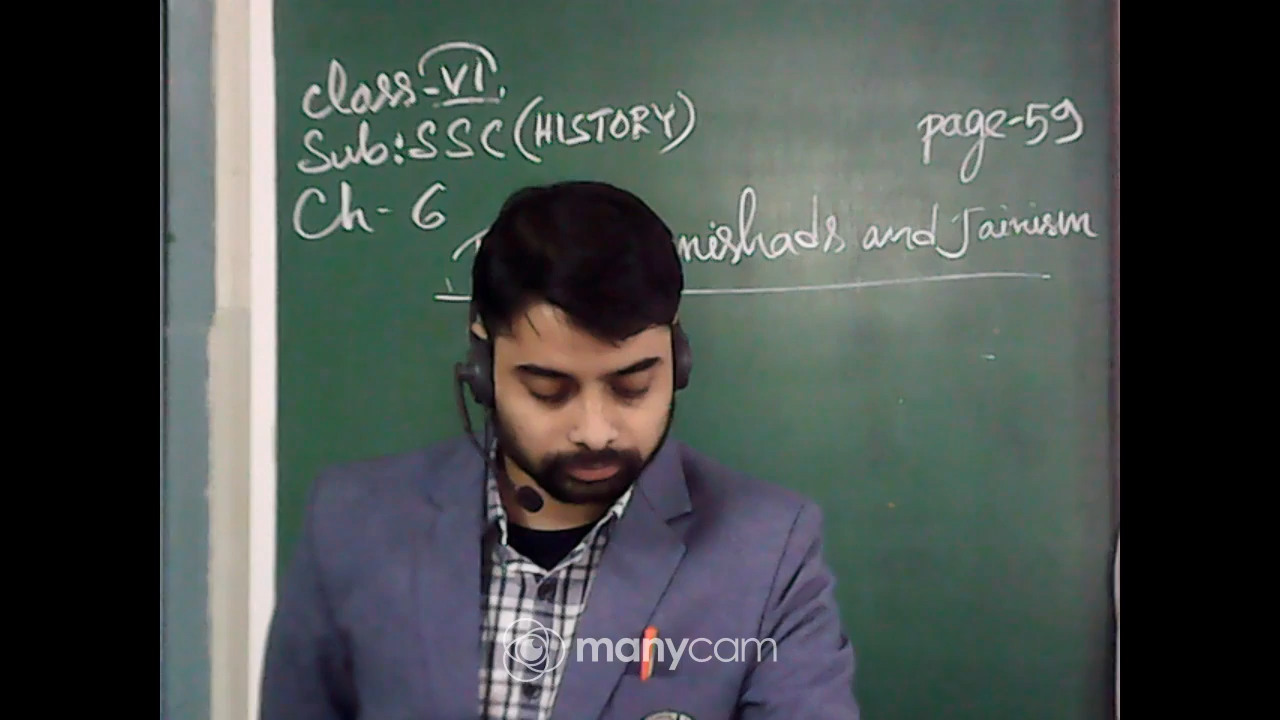 Class-VI.
Sub:SSC (HISTORY)
page-59
Ch-6
nishads and Jainism
manycam